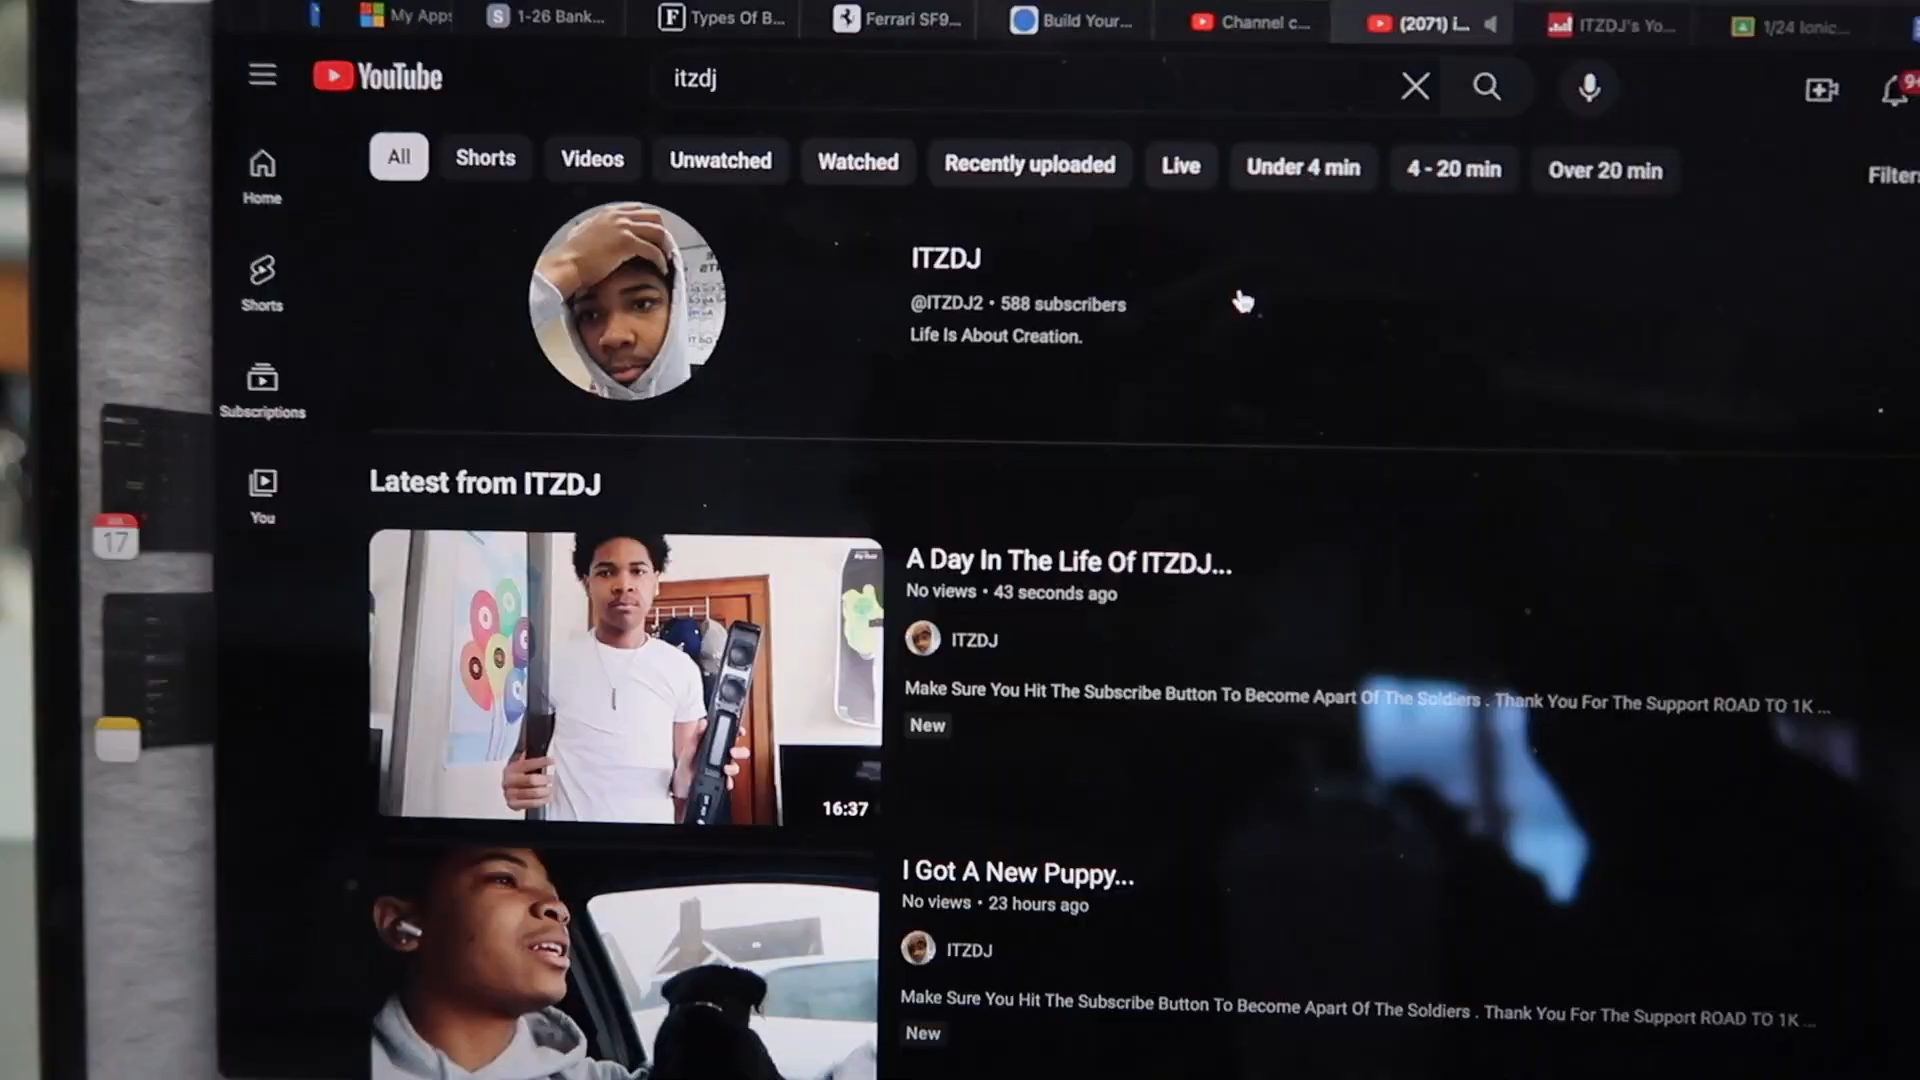 My Apps
1-26 Bank...
Types Of B...
Ferrari SF9...
Build Your...
Channel c...
(2071) i...
ITZDJ's Yo...
1/24 Ionic...
YouTube
itzdj
9+
All
Shorts
Videos
Unwatched
Watched
Recently uploaded
Live
Under 4 min
4 - 20 min
Over 20 min
Filters
Home
Shorts
Subscriptions
You
17
ITZDJ
@ITZDJ2 • 588 subscribers
Life Is About Creation.
Latest from ITZDJ
A Day In The Life Of ITZDJ...
No views • 43 seconds ago
ITZDJ
Make Sure You Hit The Subscribe Button To Become Apart Of The Soldiers . Thank You For The Support ROAD TO 1K ...
New
16:37
I Got A New Puppy...
No views • 23 hours ago
ITZDJ
Make Sure You Hit The Subscribe Button To Become Apart Of The Soldiers . Thank You For The Support ROAD TO 1K ...
New